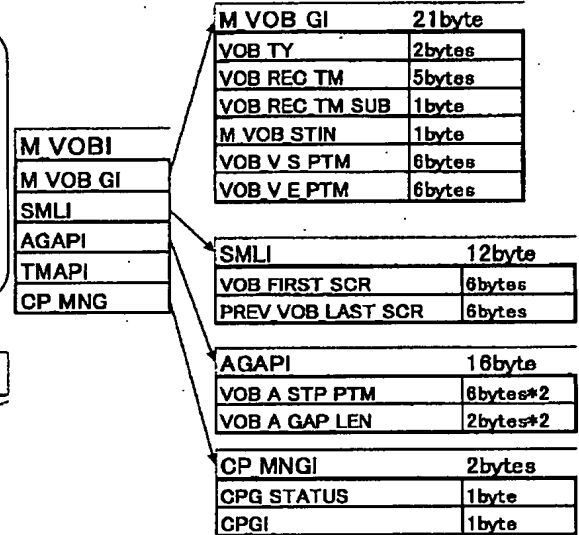 M VOBI
M VOB GI
SMLI
AGAPI
TMAPI
CP MNG
M VOB GI 21byte
VOB TY 2bytes
VOB REC TM 5bytes
VOB REC TM SUB 1byte
M VOB STIN 1byte
VOB V S PTM 6bytes
VOB V E PTM 6bytes
SMLI 12byte
VOB FIRST SCR 6bytes
PREV VOB LAST SCR 6bytes
AGAPI 16byte
VOB A STP PTM 6bytes*2
VOB A GAP LEN 2bytes*2
CP MNGI 2bytes
CPG STATUS 1byte
CPGI 1byte